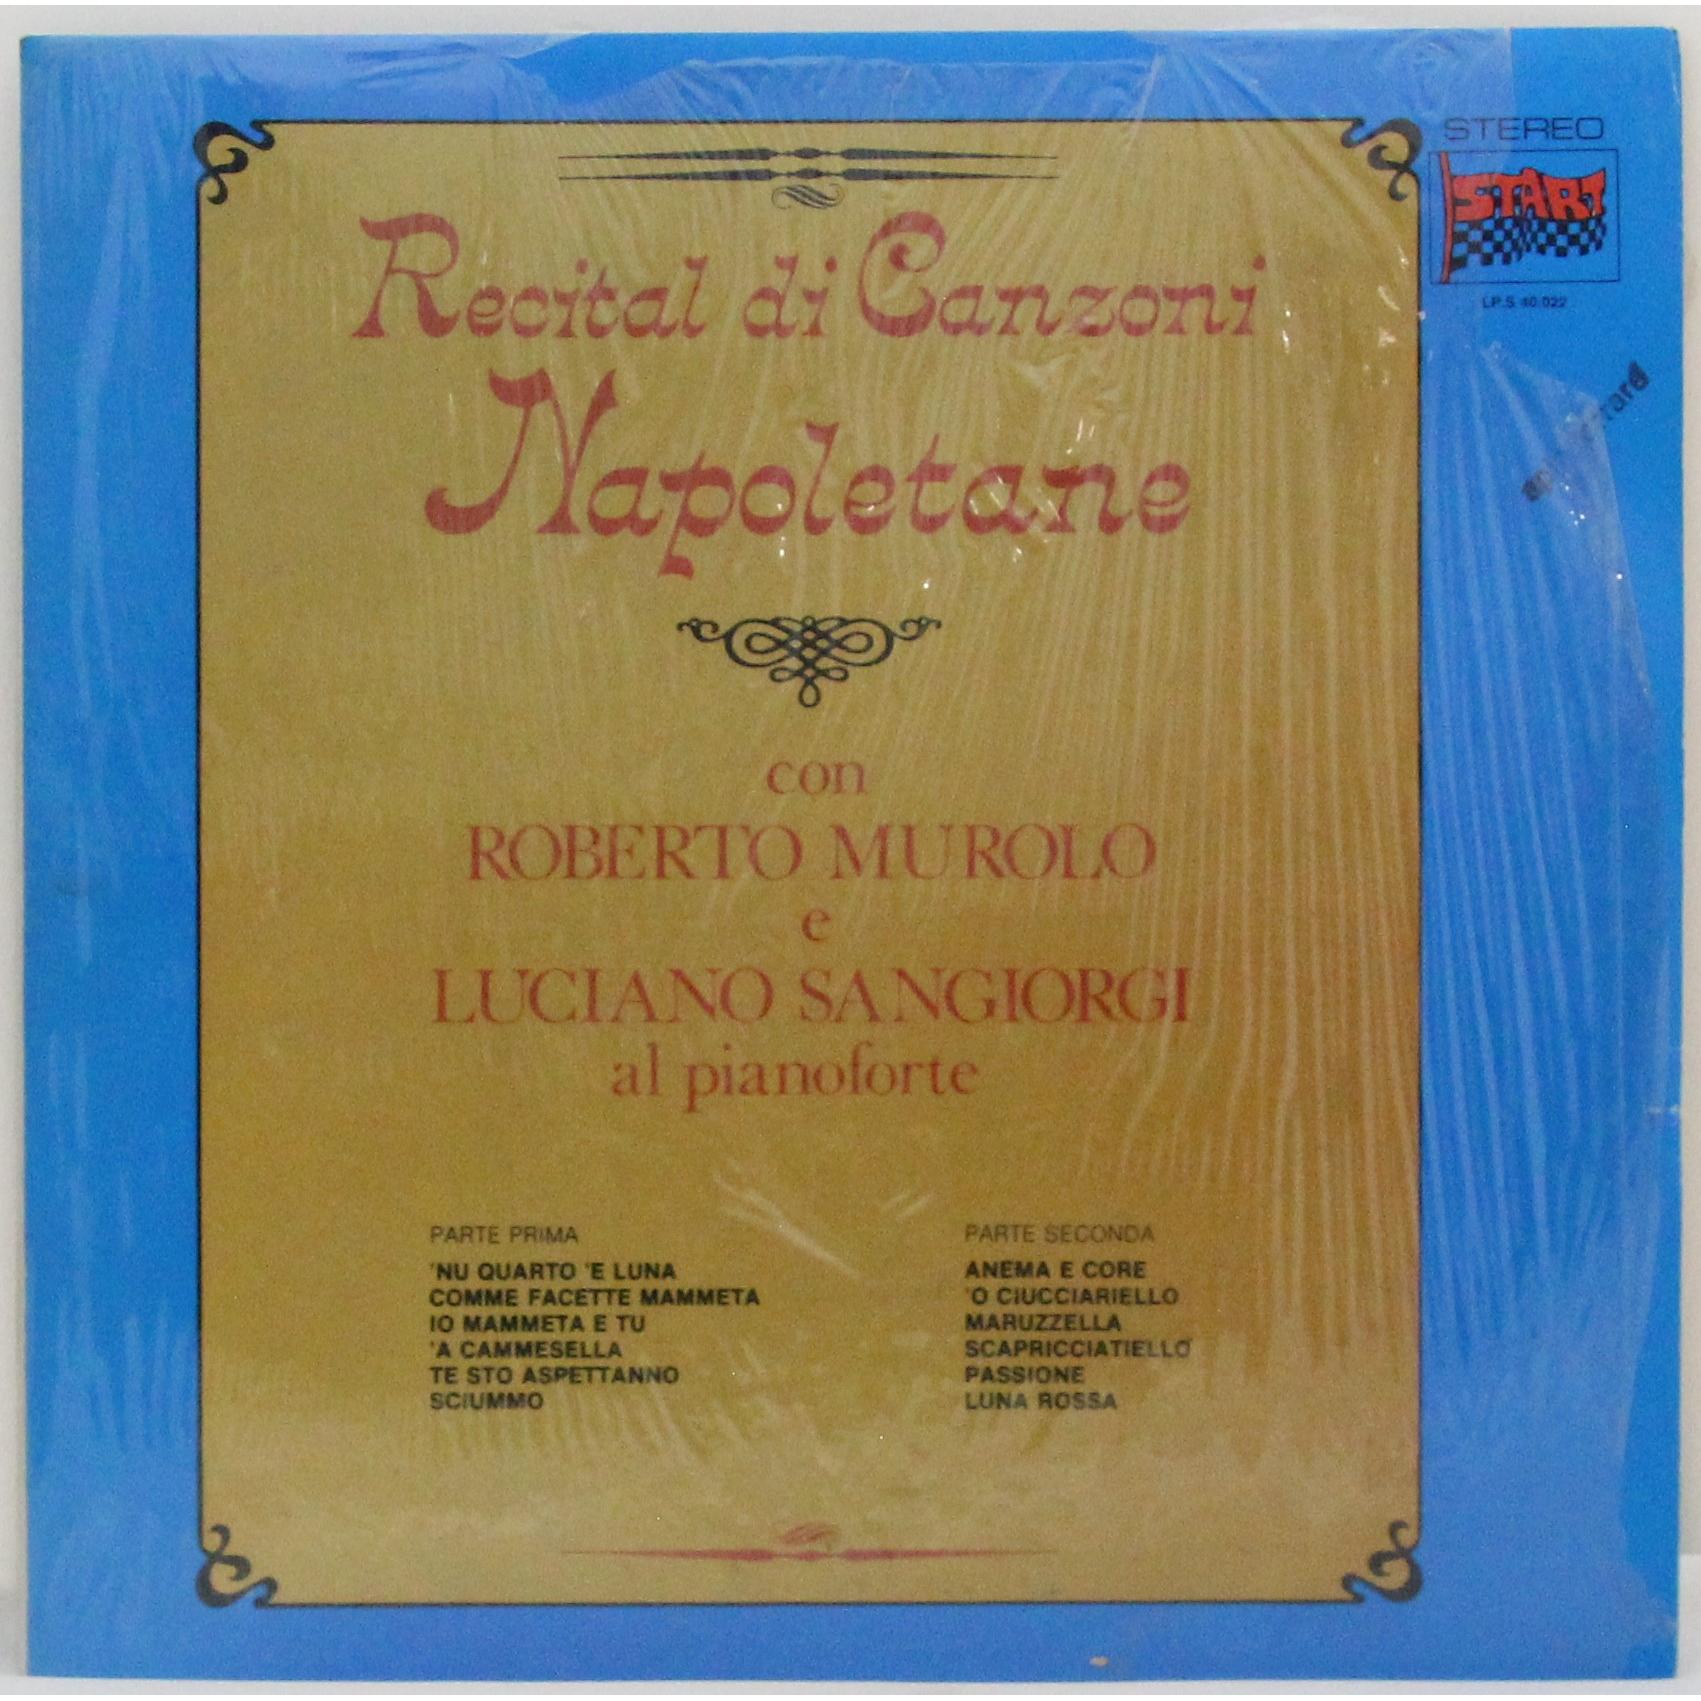 STEREO
START
LP.S 40.022
Recital di Canzoni
Napoletane
con
ROBERTO MUROLO
e
LUCIANO SANGIORGI
al pianoforte
PARTE PRIMA
'NU QUARTO 'E LUNA
COMME FACETTE MAMMETA
IO MAMMETA E TU
'A CAMMESELLA
TE STO ASPETTANNO
SCIUMMO
PARTE SECONDA
ANEMA E CORE
'O CIUCCIARIELLO
MARUZZELLA
SCAPRICCIATIELLO
PASSIONE
LUNA ROSSA